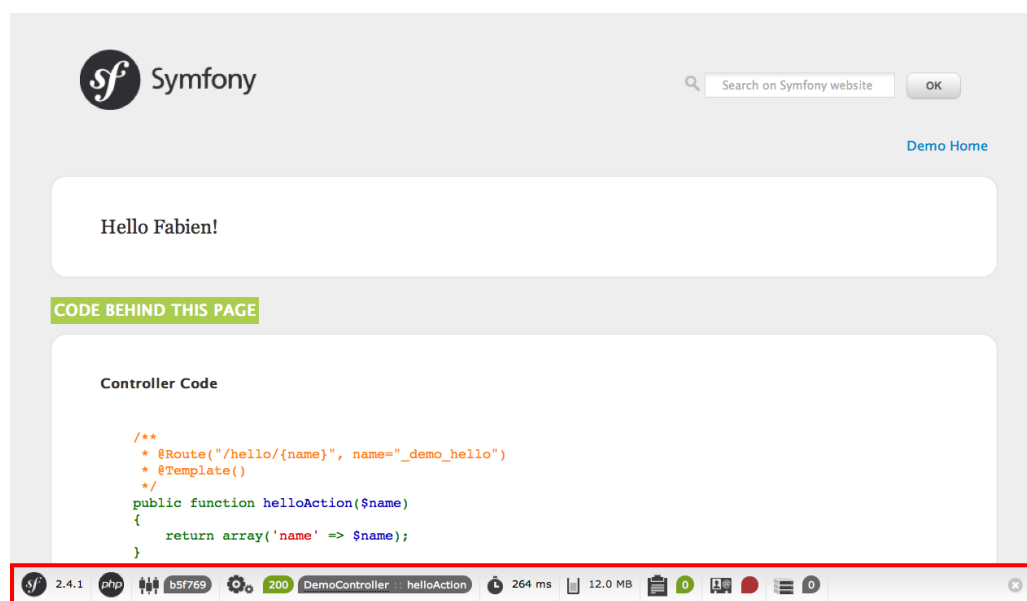 sf Symfony
Search on Symfony website OK
Demo Home
Hello Fabien!
CODE BEHIND THIS PAGE
Controller Code
/**
* @Route("/hello/{name}", name="_demo_hello")
* @Template()
*/
public function helloAction($name)
{
return array('name' => $name);
}
sf 2.4.1 php b5f769 200 DemoController :: helloAction 264 ms 12.0 MB 0 0